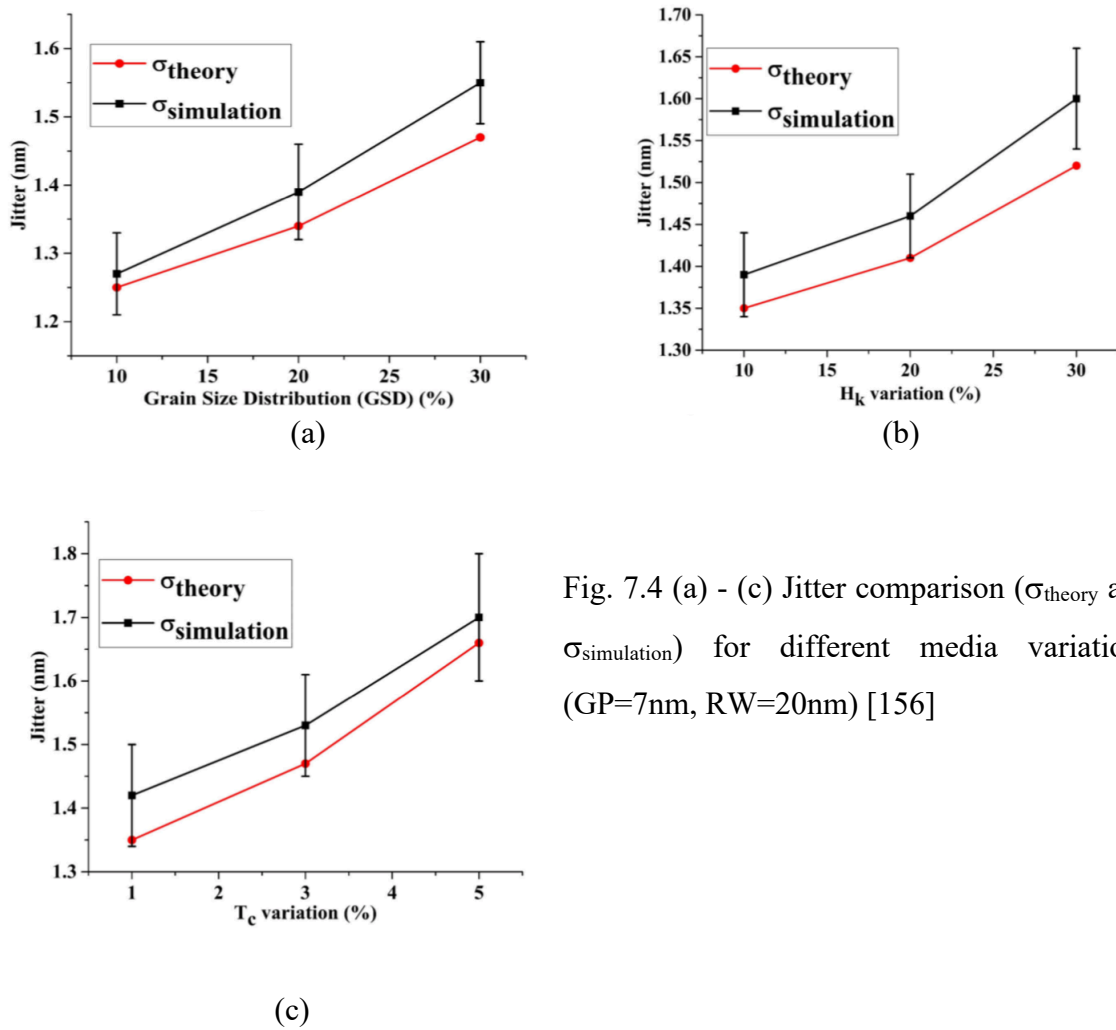 1.6
1.5
1.4
1.3
1.2
Jitter (nm)
σtheory
σsimulation
10 15 20 25 30
Grain Size Distribution (GSD) (%)
(a)
1.70
1.65
1.60
1.55
1.50
1.45
1.40
1.35
1.30
Jitter (nm)
σtheory
σsimulation
10 15 20 25 30
Hk variation (%)
(b)
1.8
1.7
1.6
1.5
1.4
1.3
Jitter (nm)
σtheory
σsimulation
1 2 3 4 5
Tc variation (%)
(c)
Fig. 7.4 (a) - (c) Jitter comparison (σtheory a
σsimulation) for different media variatio
(GP=7nm, RW=20nm) [156]